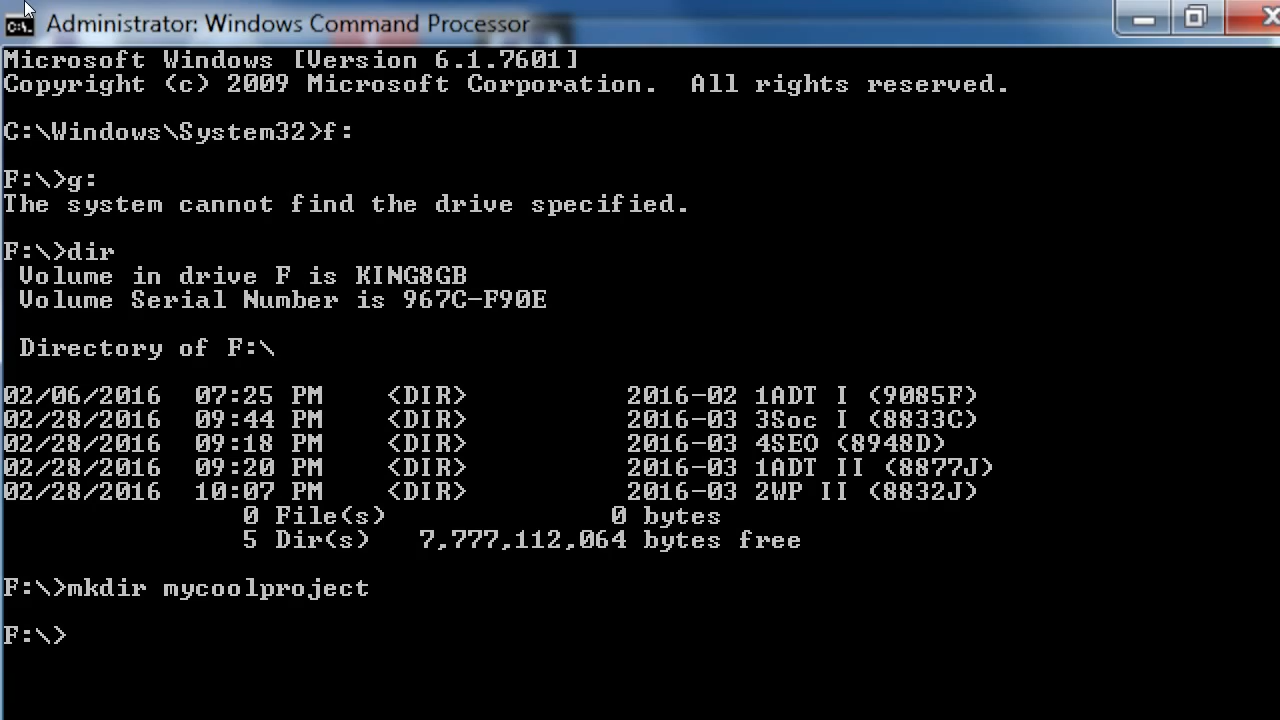 Administrator: Windows Command Processor
Microsoft Windows [Version 6.1.7601]
Copyright (c) 2009 Microsoft Corporation.  All rights reserved.
C:\Windows\System32>f:
F:\>g:
The system cannot find the drive specified.
F:\>dir
 Volume in drive F is KING8GB
 Volume Serial Number is 967C-F90E
 Directory of F:\
02/06/2016  07:25 PM    <DIR>          2016-02 1ADT I (9085F)
02/28/2016  09:44 PM    <DIR>          2016-03 3Soc I (8833C)
02/28/2016  09:18 PM    <DIR>          2016-03 4SEO (8948D)
02/28/2016  09:20 PM    <DIR>          2016-03 1ADT II (8877J)
02/28/2016  10:07 PM    <DIR>          2016-03 2WP II (8832J)
               0 File(s)              0 bytes
               5 Dir(s)   7,777,112,064 bytes free
F:\>mkdir mycoolproject
F:\>